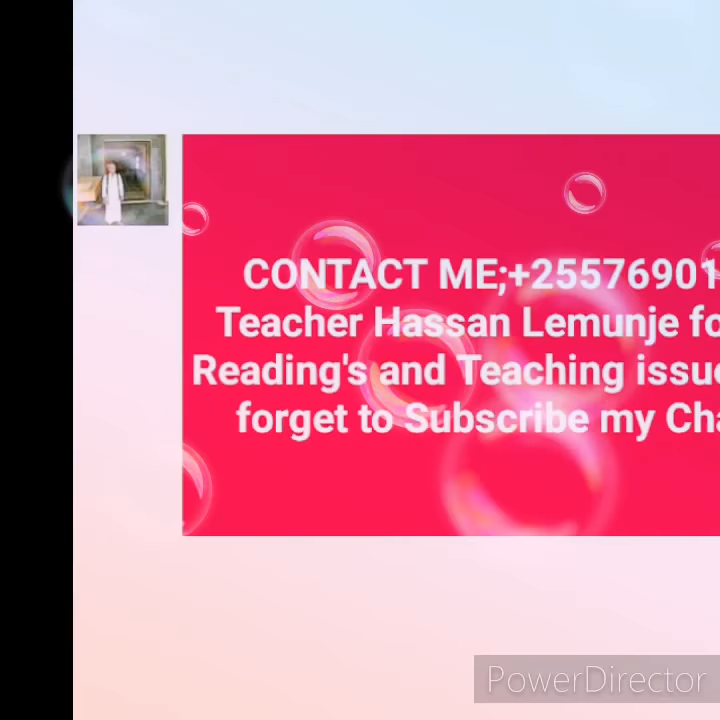 CONTACT ME;+25576901
Teacher Hassan Lemunje fo
Reading's and Teaching issue
forget to Subscribe my Cha
PowerDirector